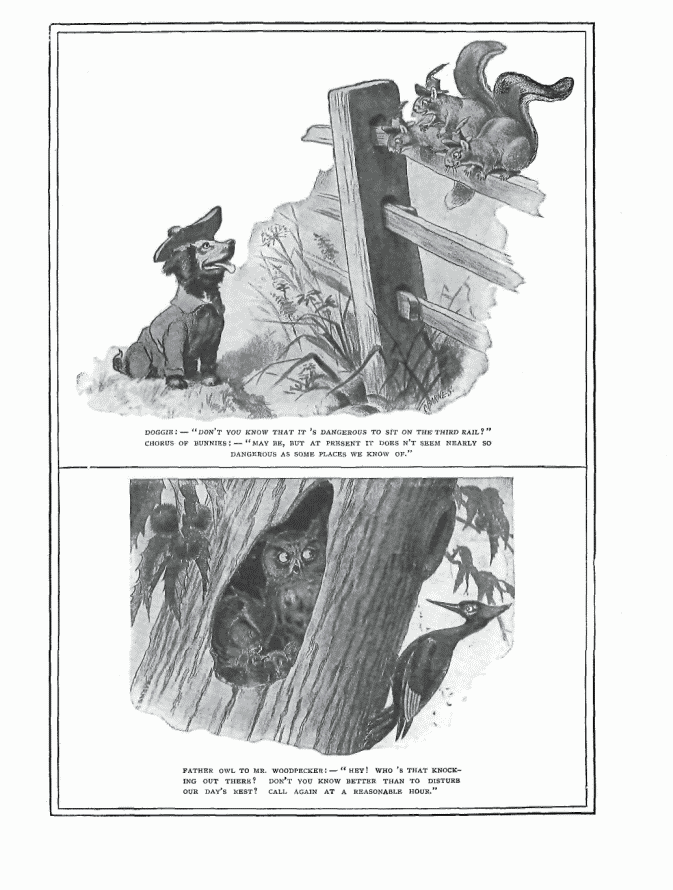 BARNES.
DOGGIE: — "DON'T YOU KNOW THAT IT 'S DANGEROUS TO SIT ON THE THIRD RAIL?"
CHORUS OF BUNNIES: — "MAY BE, BUT AT PRESENT IT DOES N'T SEEM NEARLY SO
DANGEROUS AS SOME PLACES WE KNOW OF."
FATHER OWL TO MR. WOODPECKER: — "HEY! WHO 'S THAT KNOCK-
ING OUT THERE? DON'T YOU KNOW BETTER THAN TO DISTURB
OUR DAY'S REST? CALL AGAIN AT A REASONABLE HOUR."